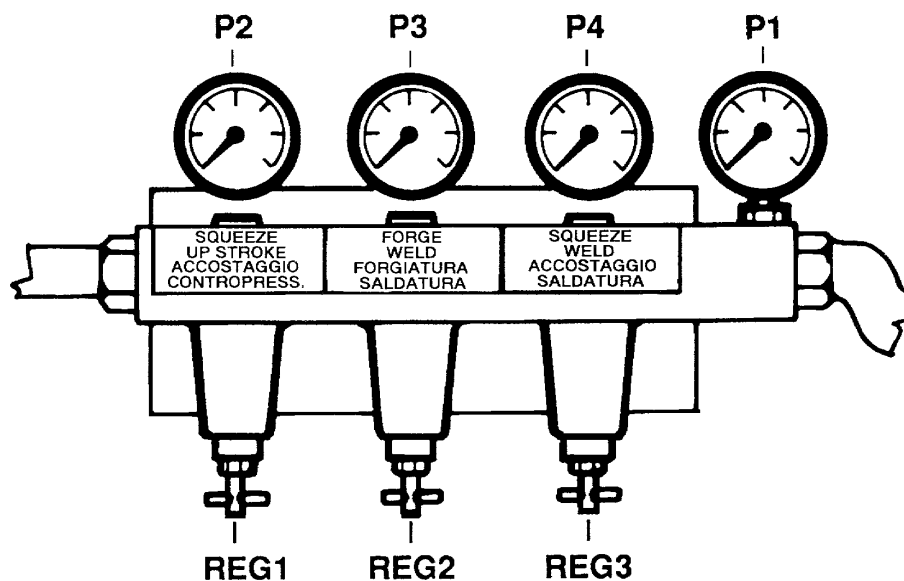 P2 P3 P4 P1
SQUEEZE
UP STROKE
ACCOSTAGGIO
CONTROPRESS.
FORGE
WELD
FORGIATURA
SALDATURA
SQUEEZE
WELD
ACCOSTAGGIO
SALDATURA
REG1 REG2 REG3